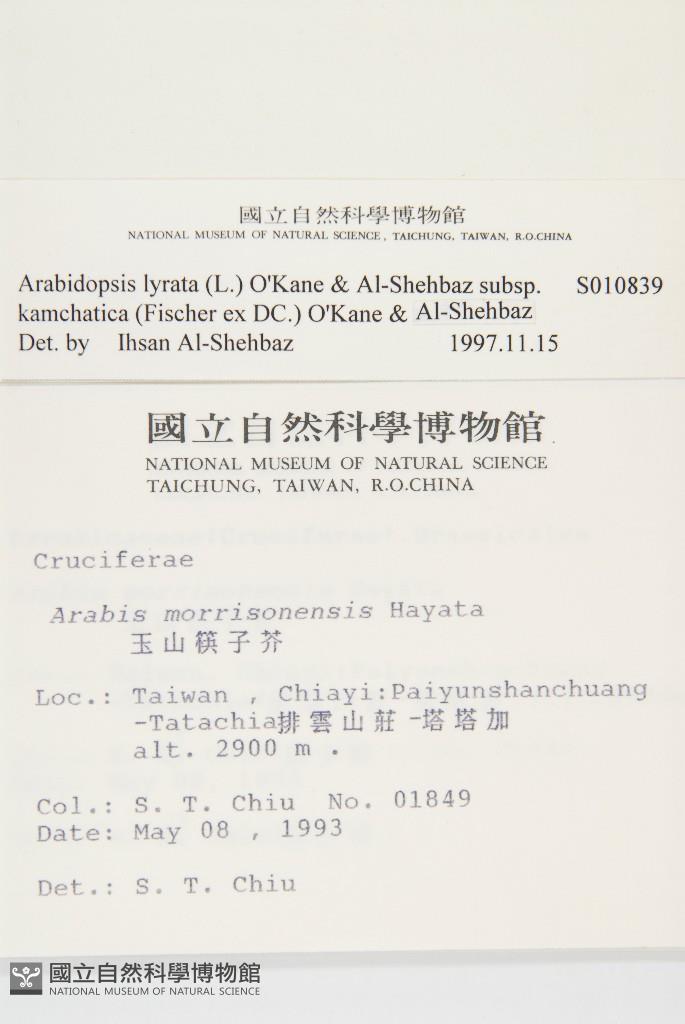 國立自然科學博物館
NATIONAL MUSEUM OF NATURAL SCIENCE, TAICHUNG, TAIWAN, R.O.CHINA
Arabidopsis lyrata (L.) O'Kane & Al-Shehbaz subsp. S010839
kamchatica (Fischer ex DC.) O'Kane & Al-Shehbaz
Det. by Ihsan Al-Shehbaz 1997.11.15
國立自然科學博物館
NATIONAL MUSEUM OF NATURAL SCIENCE
TAICHUNG, TAIWAN, R.O.CHINA
Cruciferae
Arabis morrisonensis Hayata
玉山筷子芥
Loc.: Taiwan , Chiayi:Paiyunshanchuang
-Tatachia排雲山莊-塔塔加
alt. 2900 m .
Col.: S. T. Chiu No. 01849
Date: May 08 , 1993
Det.: S. T. Chiu
國立自然科學博物館
NATIONAL MUSEUM OF NATURAL SCIENCE